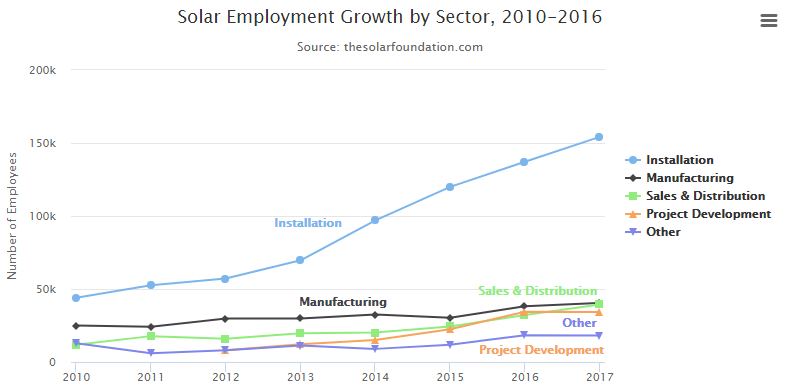 Solar Employment Growth by Sector, 2010-2016
Source: thesolarfoundation.com
Number of Employees
200k
150k
100k
50k
0
2010 2011 2012 2013 2014 2015 2016 2017
Installation
Manufacturing
Sales & Distribution
Other
Project Development
Installation
Manufacturing
Sales & Distribution
Project Development
Other